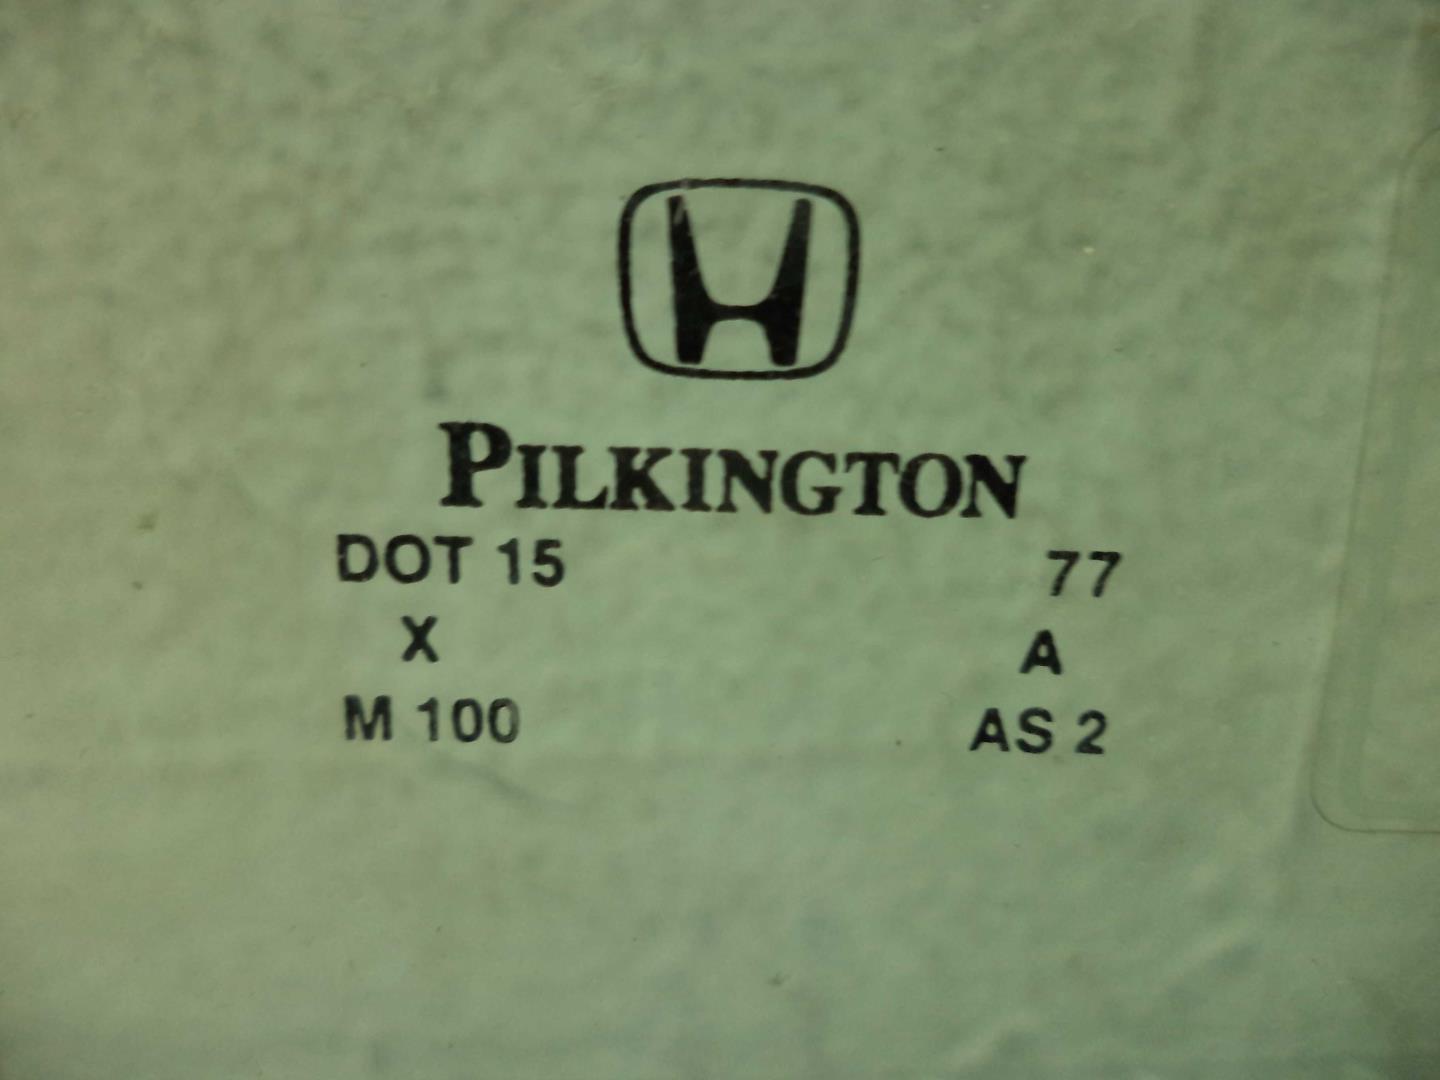 PILKINGTON
DOT 15 77
X A
M 100 AS 2